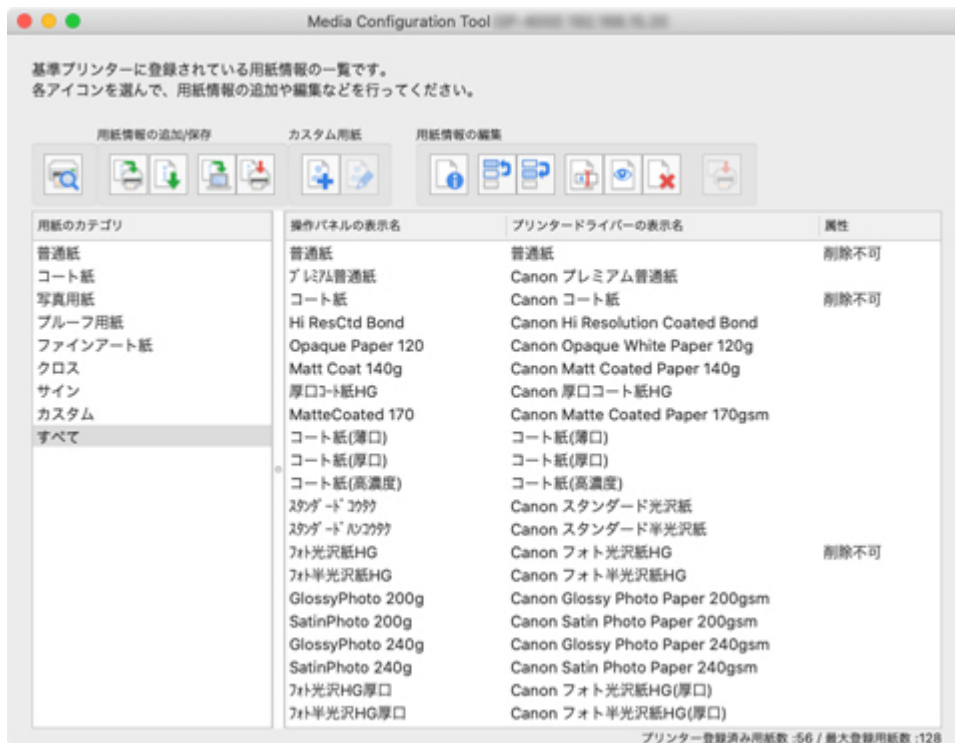 Media Configuration Tool
基準プリンターに登録されている用紙情報の一覧です。
各アイコンを選んで、用紙情報の追加や編集などを行ってください。
用紙情報の追加/保存 カスタム用紙 用紙情報の編集
用紙のカテゴリ 操作パネルの表示名 プリンタードライバーの表示名 属性
普通紙 普通紙 普通紙 削除不可
コート紙 ﾌﾟﾚﾐｱﾑ普通紙 Canon プレミアム普通紙
写真用紙 コート紙 Canon コート紙 削除不可
プルーフ用紙 Hi ResCtd Bond Canon Hi Resolution Coated Bond
ファインアート紙 Opaque Paper 120 Canon Opaque White Paper 120g
クロス Matt Coat 140g Canon Matt Coated Paper 140g
サイン 厚口ｺｰﾄ紙HG Canon 厚口コート紙HG
カスタム MatteCoated 170 Canon Matte Coated Paper 170gsm
すべて コート紙(薄口) コート紙(薄口)
コート紙(厚口) コート紙(厚口)
コート紙(高濃度) コート紙(高濃度)
ｽﾀﾝﾀﾞｰﾄﾞｺｳﾀｸ Canon スタンダード光沢紙
ｽﾀﾝﾀﾞｰﾄﾞﾊﾝｺｳﾀｸ Canon スタンダード半光沢紙
ﾌｫﾄ光沢紙HG Canon フォト光沢紙HG 削除不可
ﾌｫﾄ半光沢紙HG Canon フォト半光沢紙HG
GlossyPhoto 200g Canon Glossy Photo Paper 200gsm
SatinPhoto 200g Canon Satin Photo Paper 200gsm
GlossyPhoto 240g Canon Glossy Photo Paper 240gsm
SatinPhoto 240g Canon Satin Photo Paper 240gsm
ﾌｫﾄ光沢HG厚口 Canon フォト光沢紙HG(厚口)
ﾌｫﾄ半光沢HG厚口 Canon フォト半光沢紙HG(厚口)
プリンター登録済み用紙数 :56 / 最大登録用紙数 :128